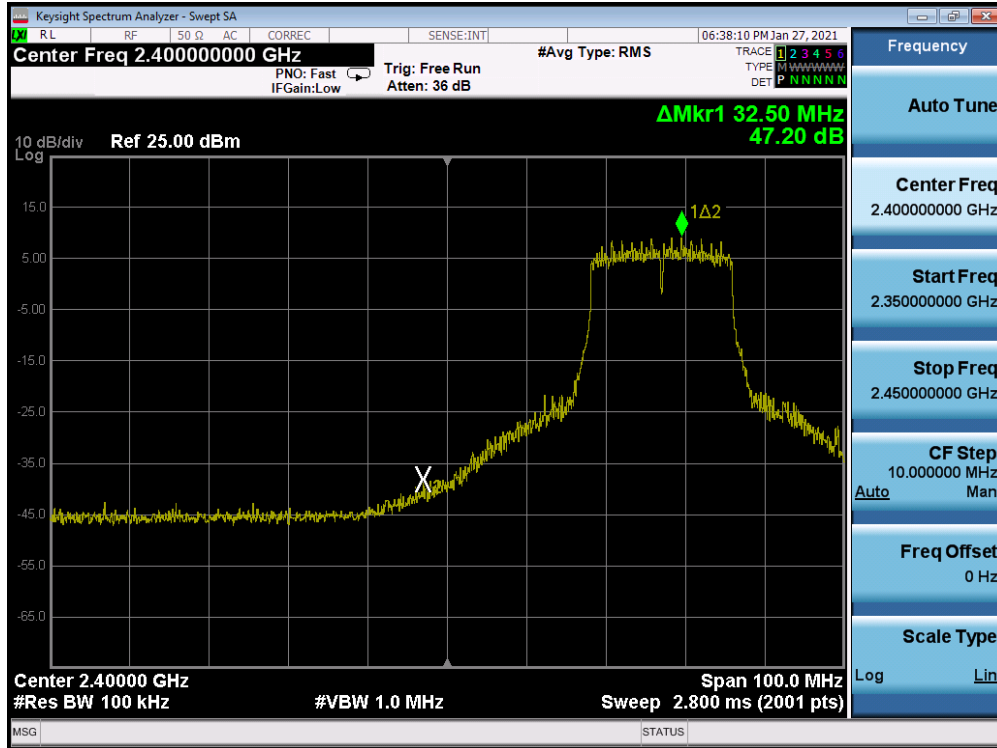 Keysight Spectrum Analyzer - Swept SA
LXI RL RF 50 Ω AC CORREC SENSE:INT 06:38:10 PM Jan 27, 2021
Center Freq 2.400000000 GHz
PNO: Fast
IFGain:Low
Trig: Free Run
Atten: 36 dB
#Avg Type: RMS
TRACE 1 2 3 4 5 6
TYPE M W W W W W
DET P N N N N N
ΔMkr1 32.50 MHz
47.20 dB
10 dB/div Ref 25.00 dBm
Log
15.0
5.00
-5.00
-15.0
-25.0
-35.0
-45.0
-55.0
-65.0
1Δ2
X
Center 2.40000 GHz Span 100.0 MHz
#Res BW 100 kHz #VBW 1.0 MHz Sweep 2.800 ms (2001 pts)
MSG STATUS
Frequency
Auto Tune
Center Freq
2.400000000 GHz
Start Freq
2.350000000 GHz
Stop Freq
2.450000000 GHz
CF Step
10.000000 MHz
Auto Man
Freq Offset
0 Hz
Scale Type
Log Lin